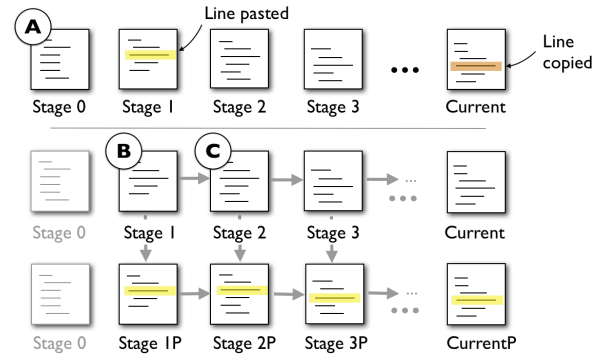 A
Line pasted
Line
copied
Stage 0 Stage 1 Stage 2 Stage 3 ••• Current
B C
... •••
Stage 0 Stage 1 Stage 2 Stage 3 Current
... •••
Stage 0 Stage 1P Stage 2P Stage 3P CurrentP